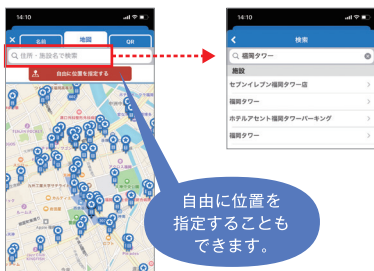 14:10
名前
地図
QR
住所・施設名で検索
自由に位置を指定する
14:10
検索
福岡タワー
施設
セブンイレブン福岡タワー店
福岡タワー
ホテルアセント福岡タワーパーキング
福岡タワー
自由に位置を
指定することも
できます。